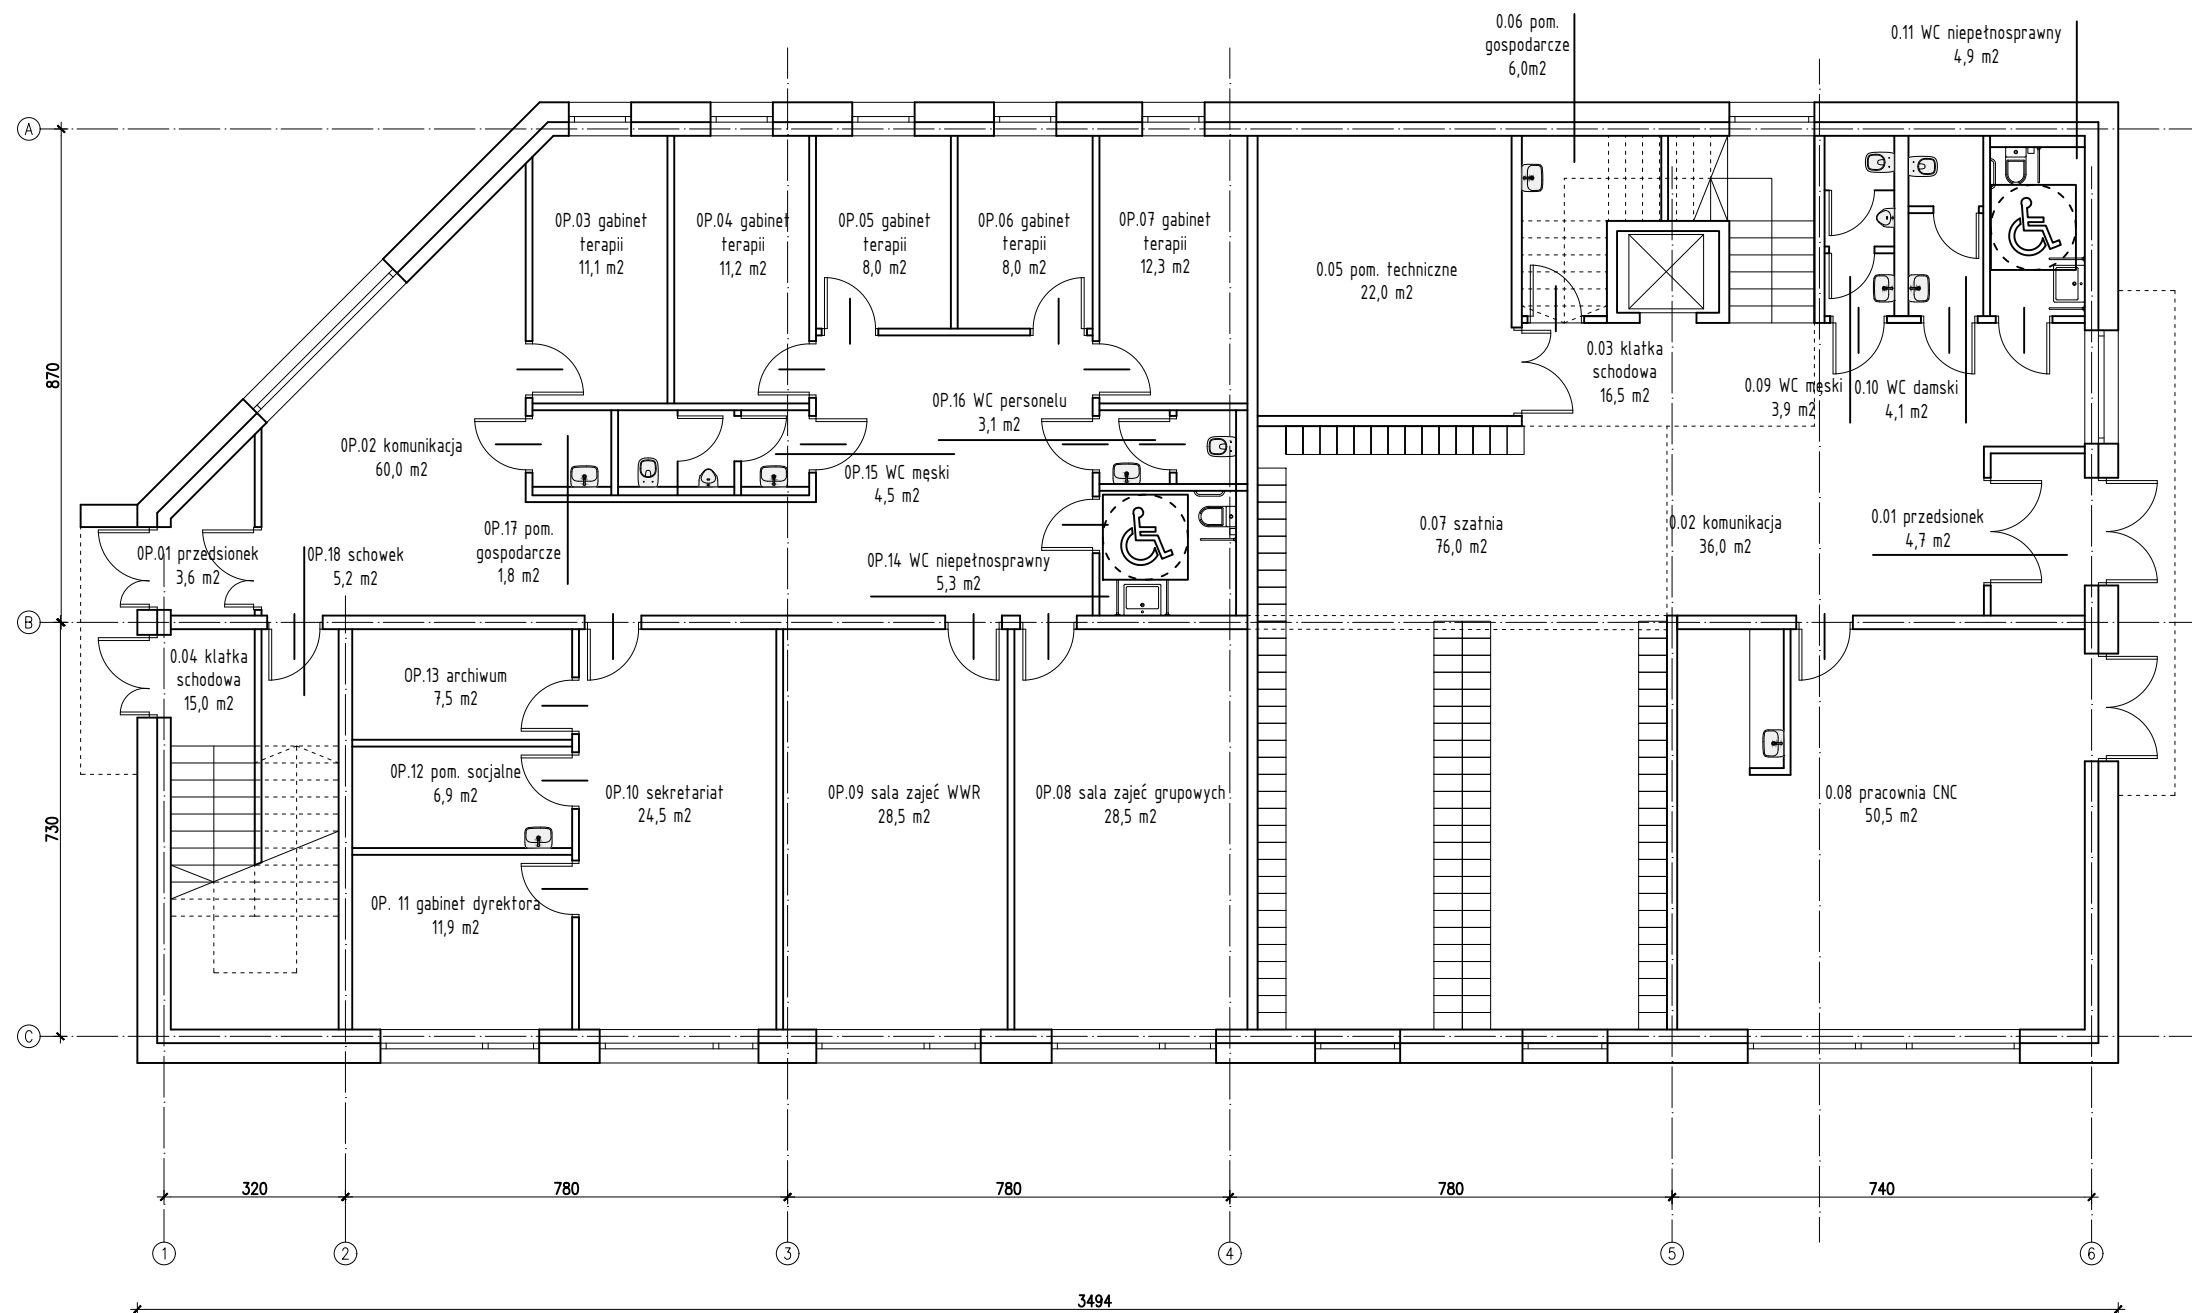 0.06 pom.
gospodarcze
6,0m2
0.11 WC niepełnosprawny
4,9 m2
A
0P.03 gabinet
terapii
11,1 m2
0P.04 gabinet
terapii
11,2 m2
0P.05 gabinet
terapii
8,0 m2
0P.06 gabinet
terapii
8,0 m2
0P.07 gabinet
terapii
12,3 m2
0.05 pom. techniczne
22,0 m2
0.03 klatka
schodowa
16,5 m2
0.09 WC męski
3,9 m2
0.10 WC damski
4,1 m2
870
0P.02 komunikacja
60,0 m2
0P.16 WC personelu
3,1 m2
0P.15 WC męski
4,5 m2
0P.17 pom.
gospodarcze
1,8 m2
0P.14 WC niepełnosprawny
5,3 m2
0.07 szatnia
76,0 m2
0.02 komunikacja
36,0 m2
0.01 przedsionek
4,7 m2
0P.01 przedsionek
3,6 m2
0P.18 schowek
5,2 m2
B
0.04 klatka
schodowa
15,0 m2
0P.13 archiwum
7,5 m2
0P.12 pom. socjalne
6,9 m2
0P.10 sekretariat
24,5 m2
0P.09 sala zajęć WWR
28,5 m2
0P.08 sala zajęć grupowych
28,5 m2
0.08 pracownia CNC
50,5 m2
730
0P. 11 gabinet dyrektora
11,9 m2
C
320
780
780
780
740
1
2
3
4
5
6
3494